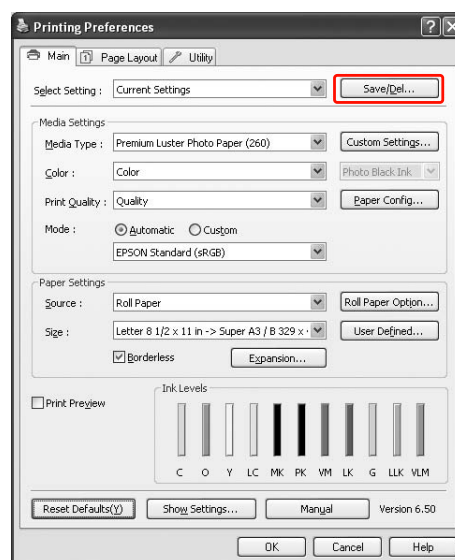 Printing Preferences
Main Page Layout Utility
Select Setting : Current Settings Save/Del...
Media Settings
Media Type : Premium Luster Photo Paper (260) Custom Settings...
Color : Color Photo Black Ink
Print Quality : Quality Paper Config...
Mode : Automatic Custom
EPSON Standard (sRGB)
Paper Settings
Source : Roll Paper Roll Paper Option...
Size : Letter 8 1/2 x 11 in -> Super A3 / B 329 x User Defined...
Borderless Expansion...
Ink Levels
Print Preview
C O Y LC MK PK VM LK G LLK VLM
Reset Defaults(Y) Show Settings... Manual Version 6.50
OK Cancel Help